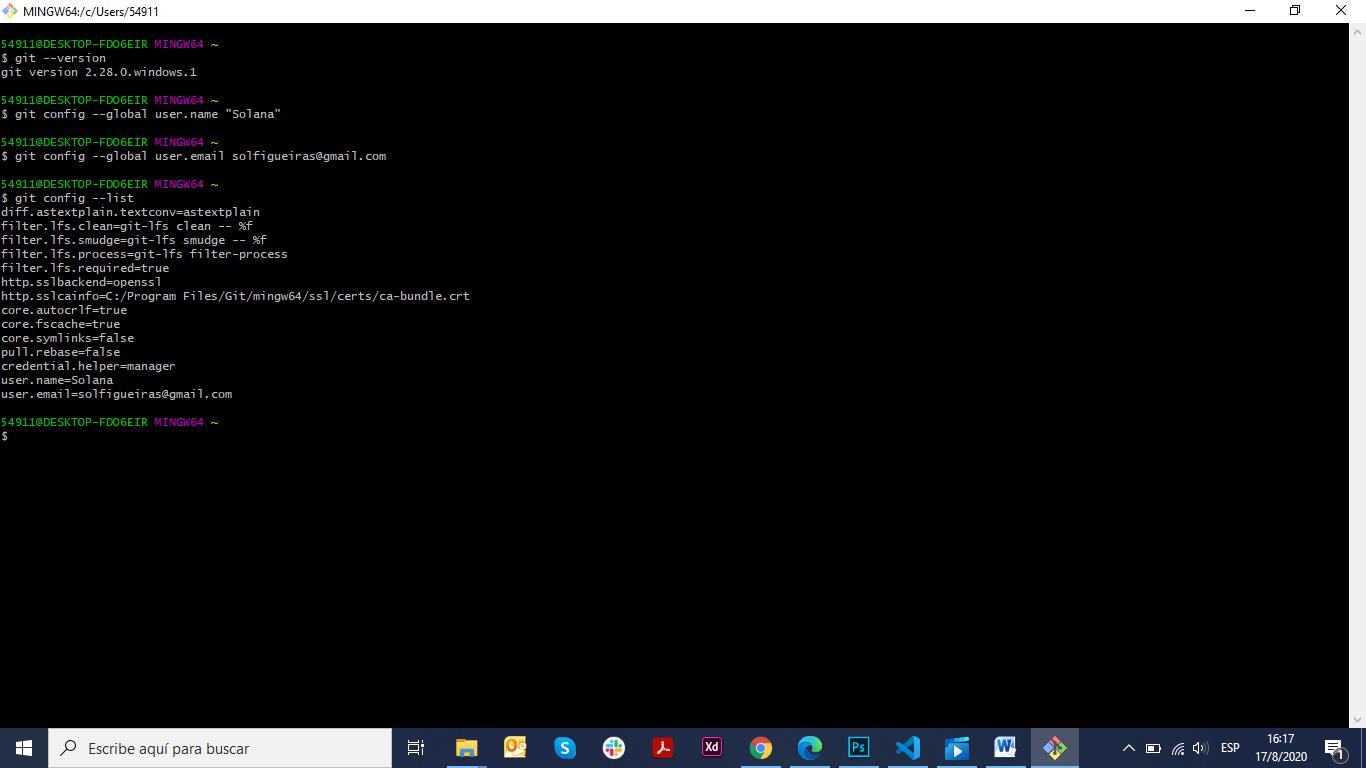 MINGW64:/c/Users/54911
54911@DESKTOP-FDO6EIR MINGW64 ~
$ git --version
git version 2.28.0.windows.1
54911@DESKTOP-FDO6EIR MINGW64 ~
$ git config --global user.name "Solana"
54911@DESKTOP-FDO6EIR MINGW64 ~
$ git config --global user.email solfigueiras@gmail.com
54911@DESKTOP-FDO6EIR MINGW64 ~
$ git config --list
diff.astextplain.textconv=astextplain
filter.lfs.clean=git-lfs clean -- %f
filter.lfs.smudge=git-lfs smudge -- %f
filter.lfs.process=git-lfs filter-process
filter.lfs.required=true
http.sslbackend=openssl
http.sslcainfo=C:/Program Files/Git/mingw64/ssl/certs/ca-bundle.crt
core.autocrlf=true
core.fscache=true
core.symlinks=false
pull.rebase=false
credential.helper=manager
user.name=Solana
user.email=solfigueiras@gmail.com
54911@DESKTOP-FDO6EIR MINGW64 ~
$
Escribe aquí para buscar
Xd
Ps
W
ESP
16:17
17/8/2020
1